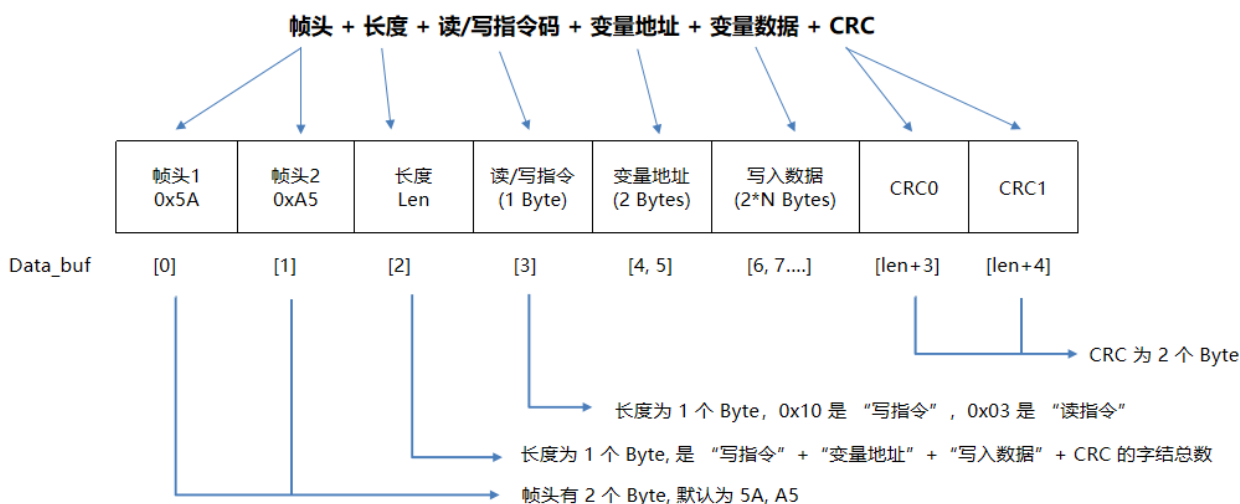 帧头 + 长度 + 读/写指令码 + 变量地址 + 变量数据 + CRC
帧头1
0x5A
帧头2
0xA5
长度
Len
读/写指令
(1 Byte)
变量地址
(2 Bytes)
写入数据
(2*N Bytes)
CRC0
CRC1
Data_buf
[0]
[1]
[2]
[3]
[4, 5]
[6, 7....]
[len+3]
[len+4]
CRC 为 2 个 Byte
长度为 1 个 Byte，0x10 是 “写指令” , 0x03 是 “读指令”
长度为 1 个 Byte, 是 “写指令” + “变量地址” + “写入数据” + CRC 的字结总数
帧头有 2 个 Byte, 默认为 5A, A5